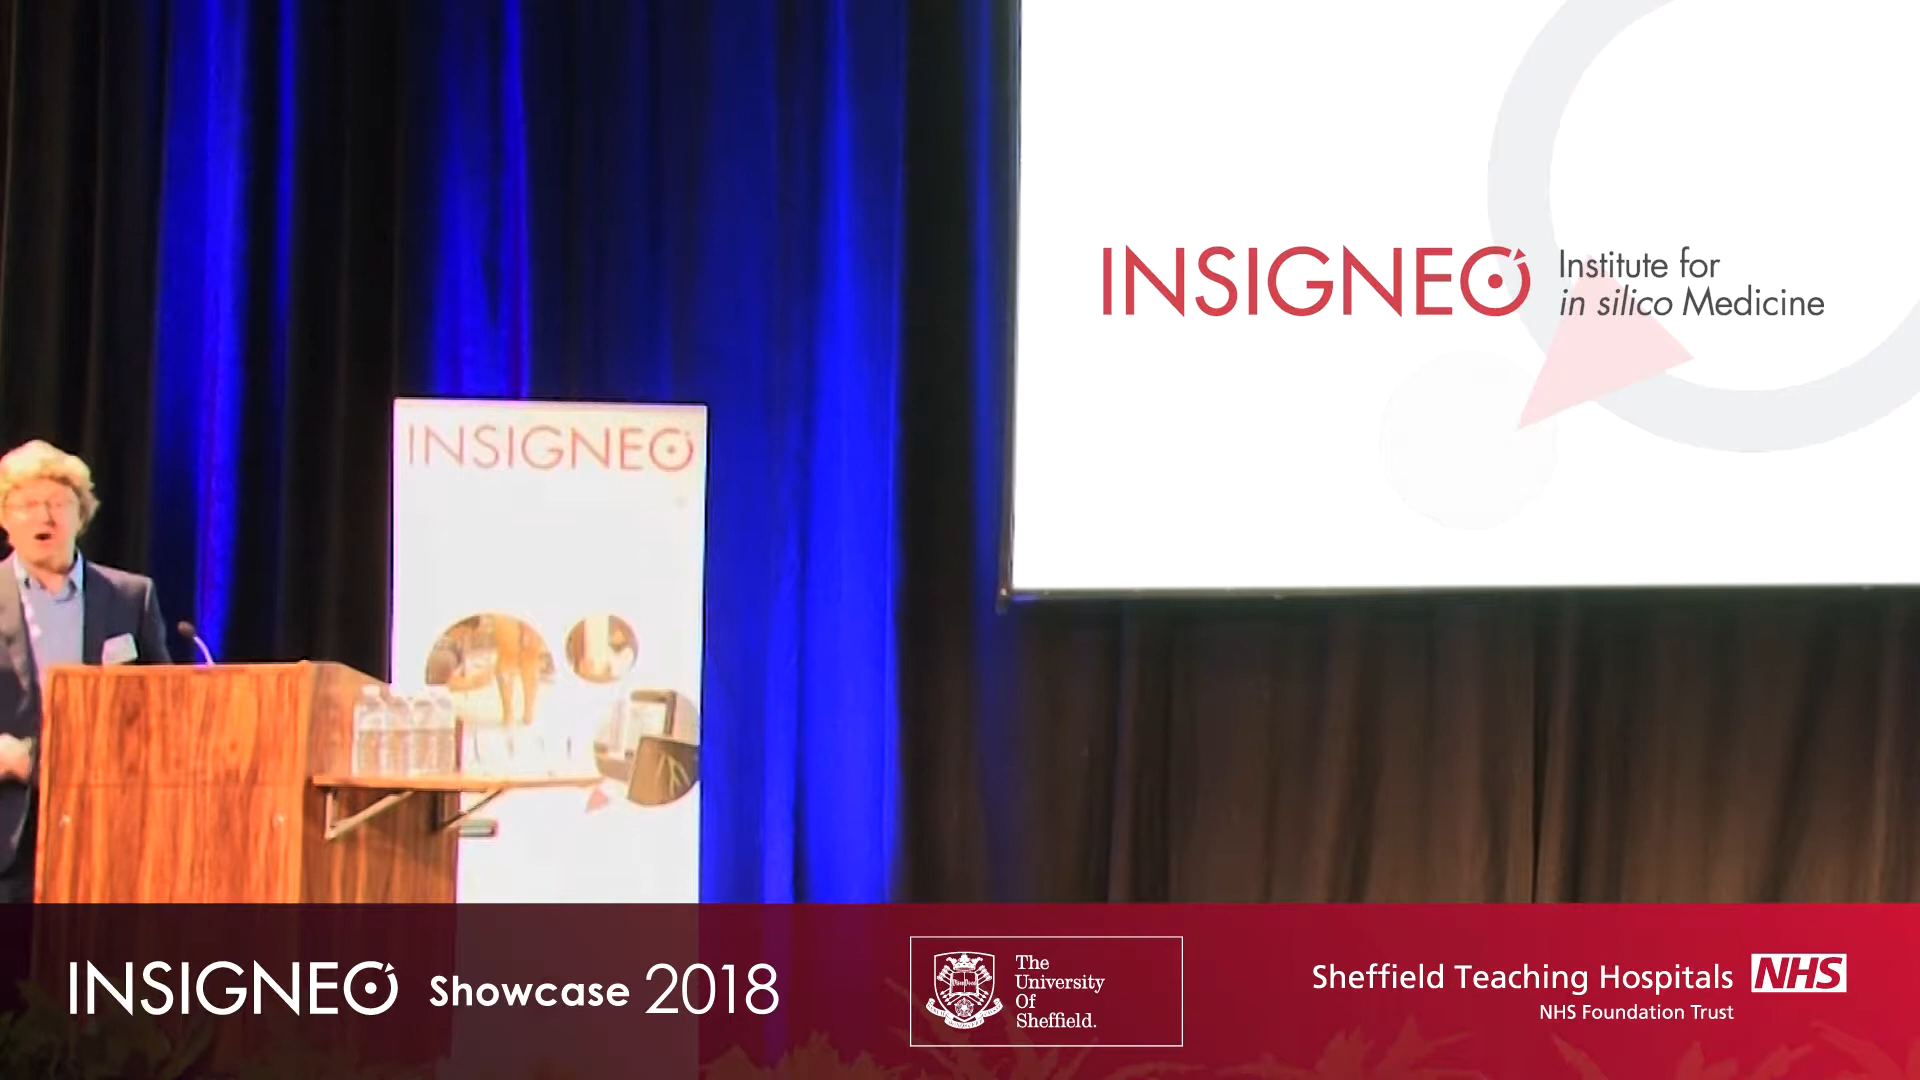 INSIGNEO
Institute for
in silico Medicine
INSIGNEO
INSIGNEO Showcase 2018
The
University
Of
Sheffield.
Sheffield Teaching Hospitals NHS
NHS Foundation Trust